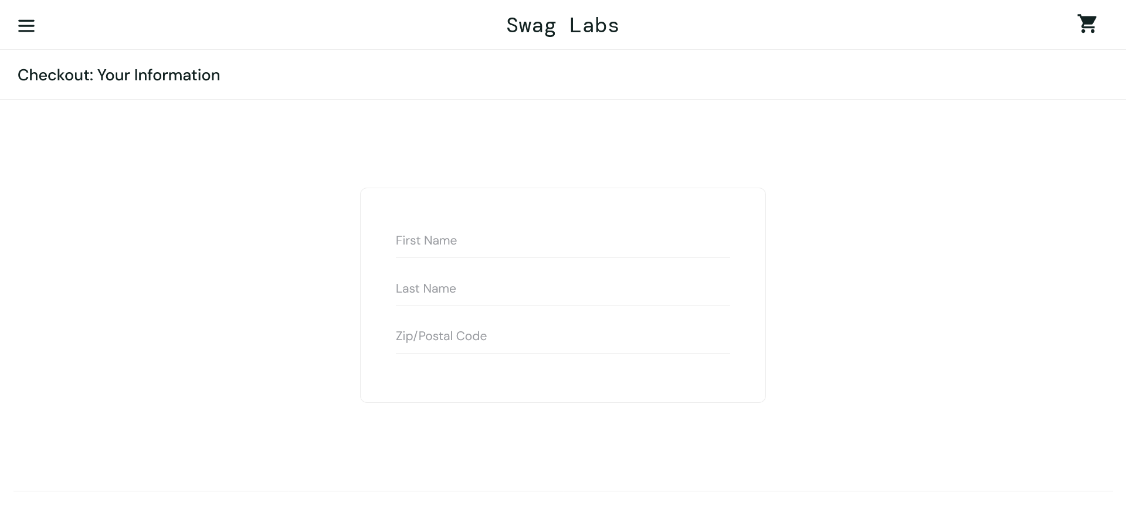 Swag Labs
Checkout: Your Information
First Name
Last Name
Zip/Postal Code